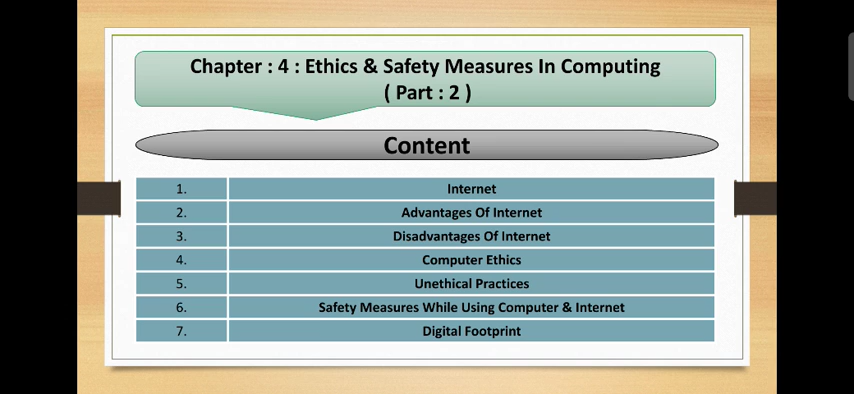 Chapter : 4 : Ethics & Safety Measures In Computing
( Part : 2 )
Content
1. Internet
2. Advantages Of Internet
3. Disadvantages Of Internet
4. Computer Ethics
5. Unethical Practices
6. Safety Measures While Using Computer & Internet
7. Digital Footprint